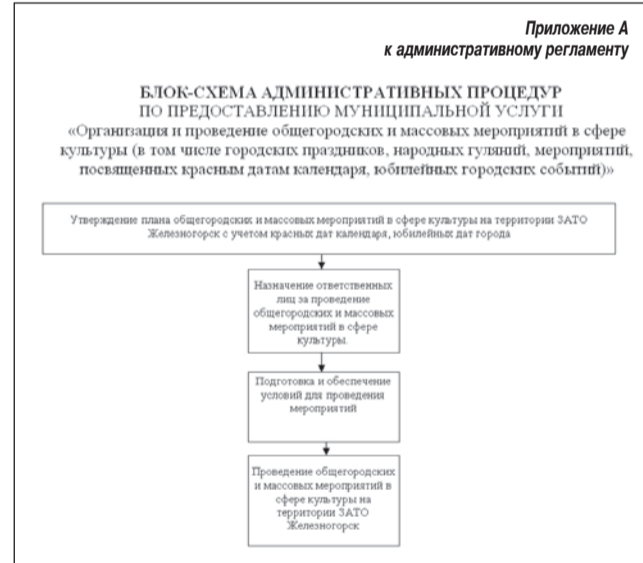 Приложение А
к административному регламенту
БЛОК-СХЕМА АДМИНИСТРАТИВНЫХ ПРОЦЕДУР
ПО ПРЕДОСТАВЛЕНИЮ МУНИЦИПАЛЬНОЙ УСЛУГИ
«Организация и проведение общегородских и массовых мероприятий в сфере
культуры (в том числе городских праздников, народных гуляний, мероприятий,
посвященных красным датам календаря, юбилейных городских событий)»
Утверждение плана общегородских и массовых мероприятий в сфере культуры на территории ЗАТО
Железногорск с учетом красных дат календаря, юбилейных дат города
Назначение ответственных
лиц за проведение
общегородских и массовых
мероприятий в сфере
культуры.
Подготовка и обеспечение
условий для проведения
мероприятий
Проведение общегородских
и массовых мероприятий в
сфере культуры на
территории ЗАТО
Железногорск